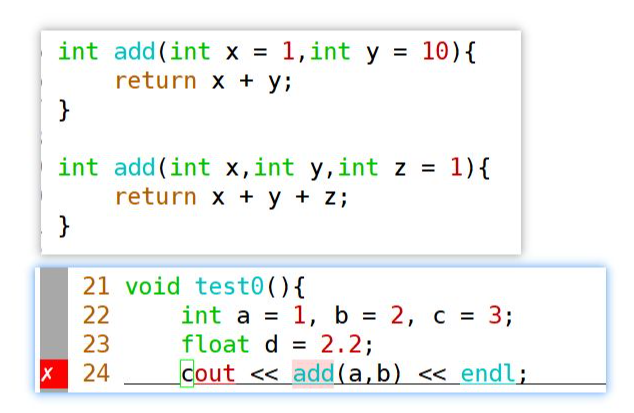 int add(int x = 1,int y = 10){
    return x + y;
}
int add(int x,int y,int z = 1){
    return x + y + z;
}
21 void test0(){
22     int a = 1, b = 2, c = 3;
23     float d = 2.2;
✗ 24     cout << add(a,b) << endl;